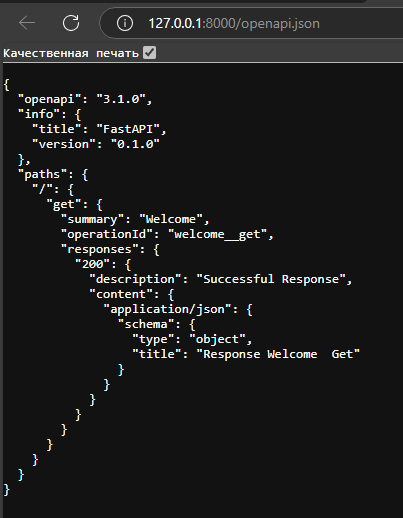 127.0.0.1:8000/openapi.json
Качественная печать
{
  "openapi": "3.1.0",
  "info": {
    "title": "FastAPI",
    "version": "0.1.0"
  },
  "paths": {
    "/": {
      "get": {
        "summary": "Welcome",
        "operationId": "welcome__get",
        "responses": {
          "200": {
            "description": "Successful Response",
            "content": {
              "application/json": {
                "schema": {
                  "type": "object",
                  "title": "Response Welcome  Get"
                }
              }
            }
          }
        }
      }
    }
  }
}